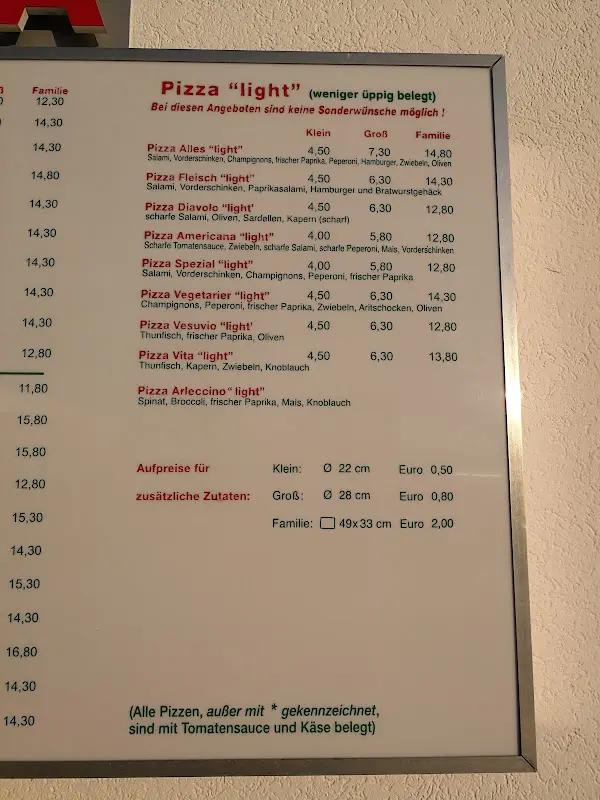 Familie
12,30
14,30
14,30
14,80
14,30
14,30
14,30
14,30
14,30
12,80
11,80
15,80
15,80
12,80
15,30
14,30
15,30
14,30
16,80
14,30
14,30
Pizza “light” (weniger üppig belegt)
Bei diesen Angeboten sind keine Sonderwünsche möglich !
Klein Groß Familie
Pizza Alles “light” 4,50 7,30 14,80
Salami, Vorderschinken, Champignons, frischer Paprika, Peperoni, Hamburger, Zwiebeln, Oliven
Pizza Fleisch “light” 4,50 6,30 14,30
Salami, Vorderschinken, Paprikasalami, Hamburger und Bratwurstgehäck
Pizza Diavolo “light' 4,50 6,30 12,80
scharfe Salami, Oliven, Sardellen, Kapern (scharf)
Pizza Americana “light” 4,00 5,80 12,80
Scharfe Tomatensauce, Zwiebeln, scharfe Salami, scharfe Peperoni, Mais, Vorderschinken
Pizza Spezial “light” 4,00 5,80 12,80
Salami, Vorderschinken, Champignons, Peperoni, frischer Paprika
Pizza Vegetarier “light” 4,50 6,30 14,30
Champignons, Peperoni, frischer Paprika, Zwiebeln, Aritschocken, Oliven
Pizza Vesuvio “light' 4,50 6,30 12,80
Thunfisch, frischer Paprika, Oliven
Pizza Vita “light” 4,50 6,30 13,80
Thunfisch, Kapern, Zwiebeln, Knoblauch
Pizza Arleccino “ light”
Spinat, Broccoli, frischer Paprika, Mais, Knoblauch
Aufpreise für Klein: Ø 22 cm Euro 0,50
zusätzliche Zutaten: Groß: Ø 28 cm Euro 0,80
Familie: 49x33 cm Euro 2,00
(Alle Pizzen, außer mit * gekennzeichnet,
sind mit Tomatensauce und Käse belegt)